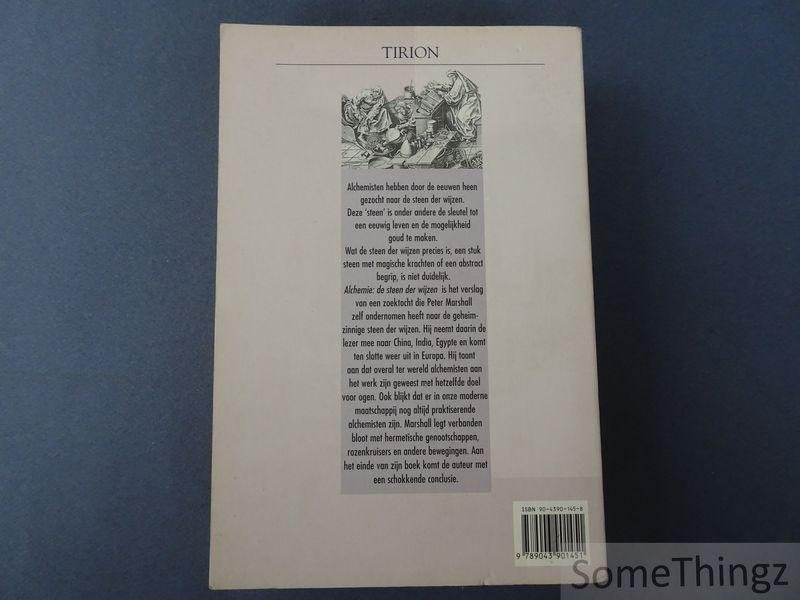 TIRION
Alchemisten hebben door de eeuwen heen
gezocht naar de steen der wijzen.
Deze ‘steen’ is onder andere de sleutel tot
een eeuwig leven en de mogelijkheid
goud te maken.
Wat de steen der wijzen precies is, een stuk
steen met magische krachten of een abstract
begrip, is niet duidelijk.
Alchemie: de steen der wijzen is het verslag
van een zoektocht die Peter Marshall
zelf ondernomen heeft naar de geheim-
zinnige steen der wijzen. Hij neemt daarin de
lezer mee naar China, India, Egypte en komt
ten slotte weer uit in Europa. Hij toont
aan dat overal ter wereld alchemisten aan
het werk zijn geweest met hetzelfde doel
voor ogen. Ook blijkt dat er in onze moderne
maatschappij nog altijd praktiserende
alchemisten zijn. Marshall legt verbanden
bloot met hermetische genootschappen,
rozenkruisers en andere bewegingen. Aan
het einde van zijn boek komt de auteur met
een schokkende conclusie.
ISBN 90-4390-145-8
9 789043 901451
SomeThingz